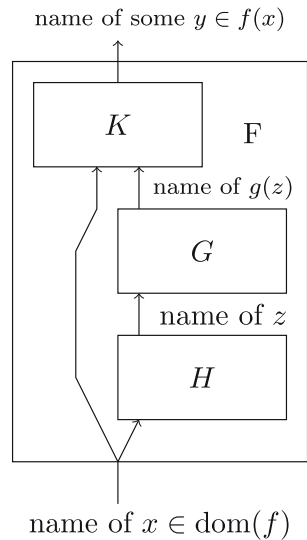 name of some y ∈ f(x)
K
F
name of g(z)
G
name of z
H
name of x ∈ dom(f)